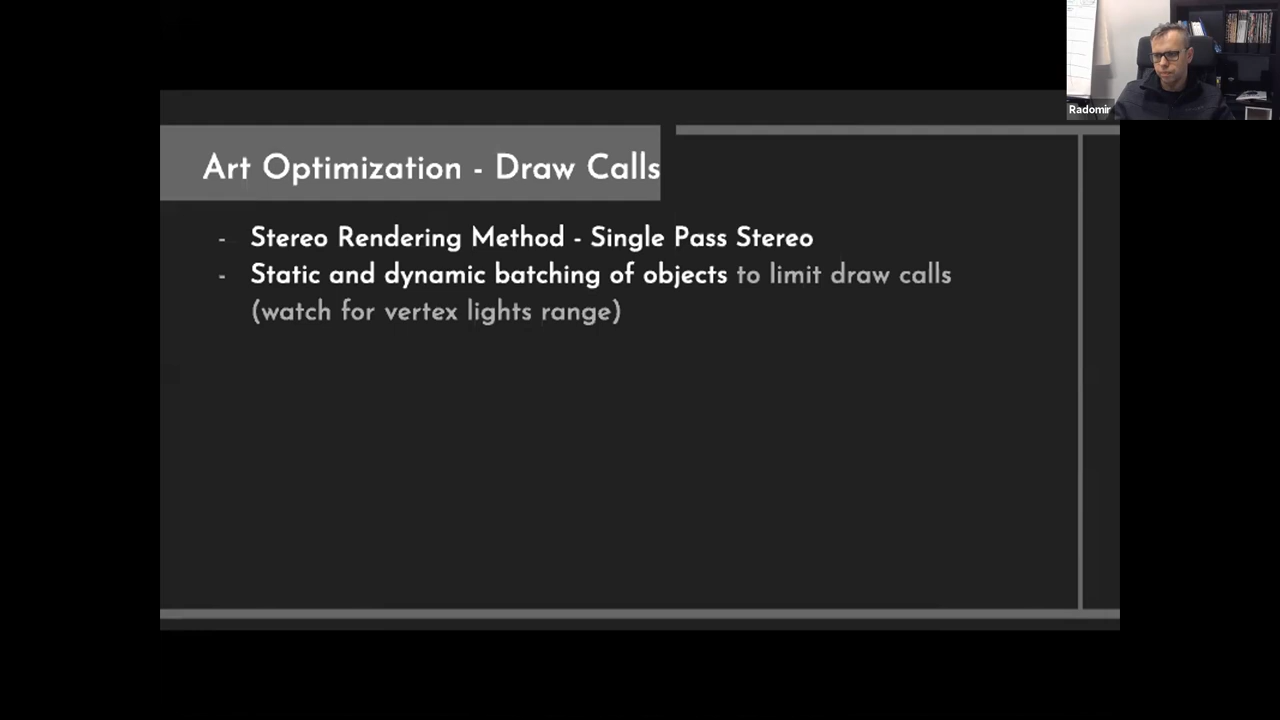 Radomir
Art Optimization - Draw Calls
- Stereo Rendering Method - Single Pass Stereo
- Static and dynamic batching of objects to limit draw calls
(watch for vertex lights range)